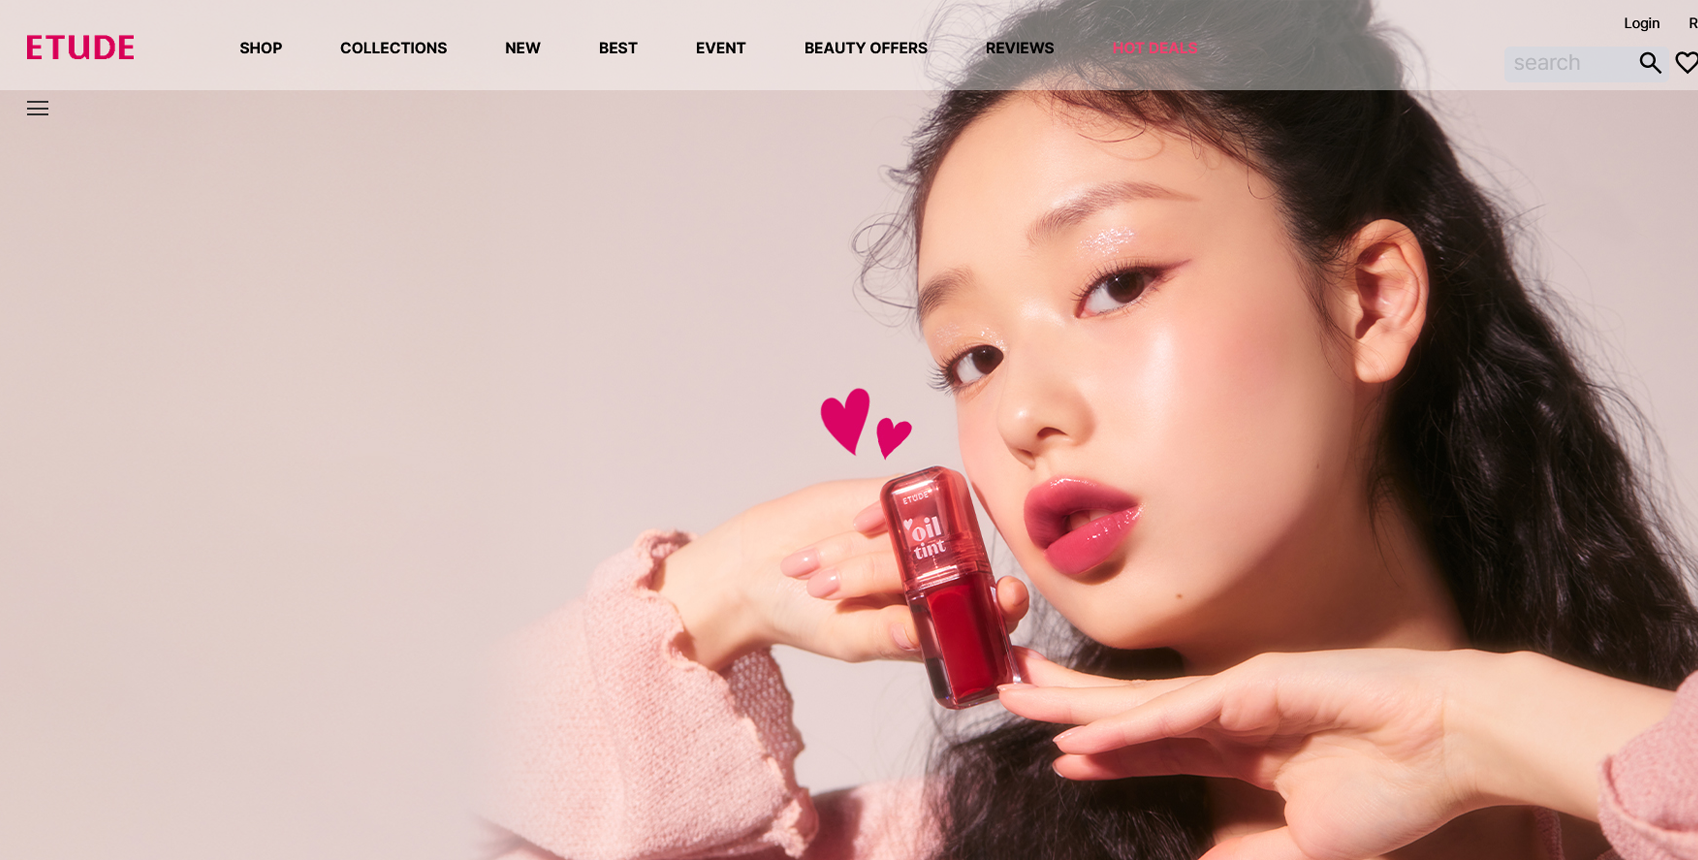 Login
ETUDE
SHOP COLLECTIONS NEW BEST EVENT BEAUTY OFFERS REVIEWS HOT DEALS
search
ETUDE
oil
tint